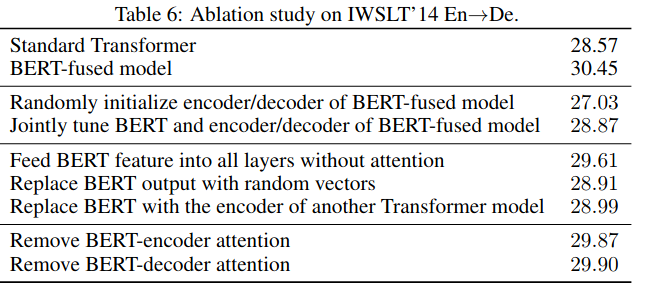 Table 6: Ablation study on IWSLT’14 En→De.
Standard Transformer 28.57
BERT-fused model 30.45
Randomly initialize encoder/decoder of BERT-fused model 27.03
Jointly tune BERT and encoder/decoder of BERT-fused model 28.87
Feed BERT feature into all layers without attention 29.61
Replace BERT output with random vectors 28.91
Replace BERT with the encoder of another Transformer model 28.99
Remove BERT-encoder attention 29.87
Remove BERT-decoder attention 29.90